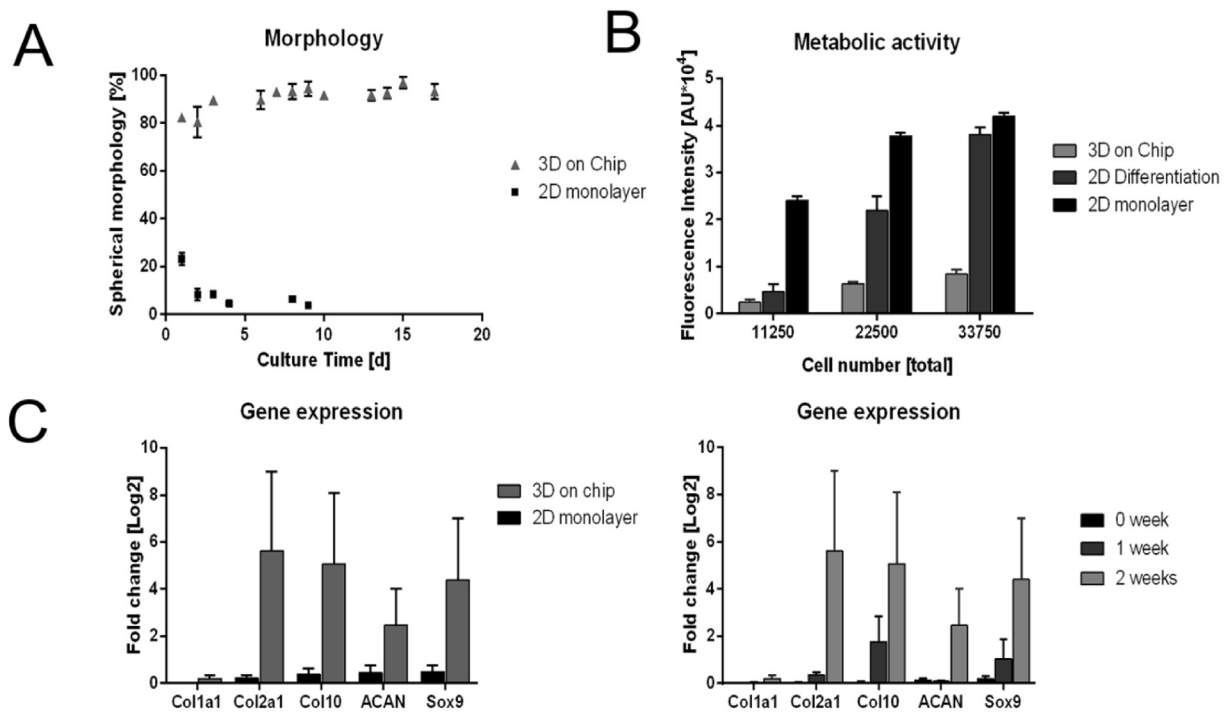 A
Morphology
Spherical morphology [%]
100
80
60
40
20
0
0 5 10 15 20
Culture Time [d]
3D on Chip
2D monolayer
B
Metabolic activity
Fluorescence Intensity [AU*10⁴]
5
4
3
2
1
0
11250 22500 33750
Cell number [total]
3D on Chip
2D Differentiation
2D monolayer
C
Gene expression
Fold change [Log2]
10
8
6
4
2
0
Col1a1 Col2a1 Col10 ACAN Sox9
3D on chip
2D monolayer
Gene expression
Fold change [Log2]
10
8
6
4
2
0
Col1a1 Col2a1 Col10 ACAN Sox9
0 week
1 week
2 weeks